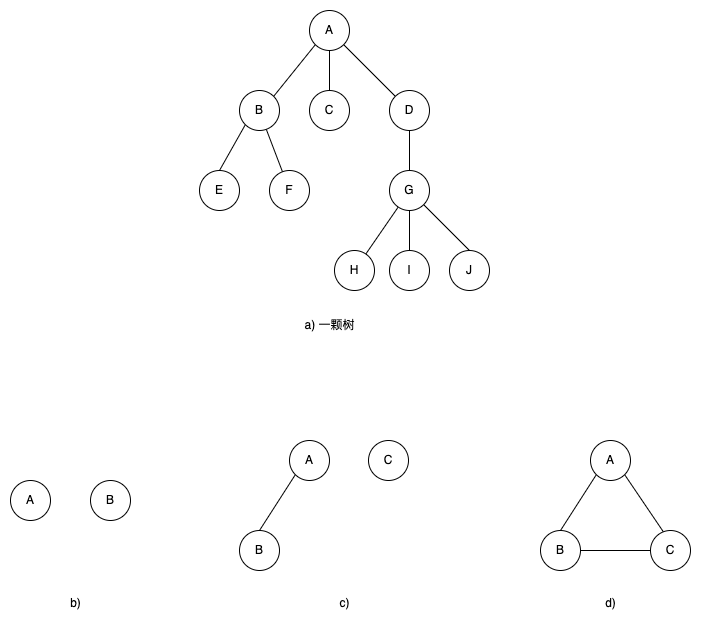 A
B C D
E F G
H I J
a) 一颗树
A C
A B A
B B C
b) c) d)